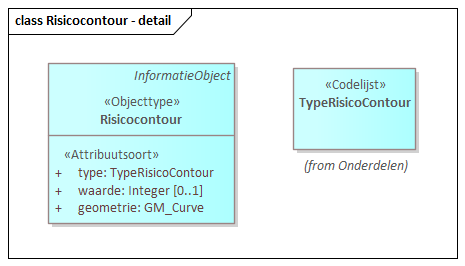 class Risicocontour - detail
InformatieObject
«Objecttype»
Risicocontour
«Attribuutsoort»
+ type: TypeRisicoContour
+ waarde: Integer [0..1]
+ geometrie: GM_Curve
«Codelijst»
TypeRisicoContour
(from Onderdelen)